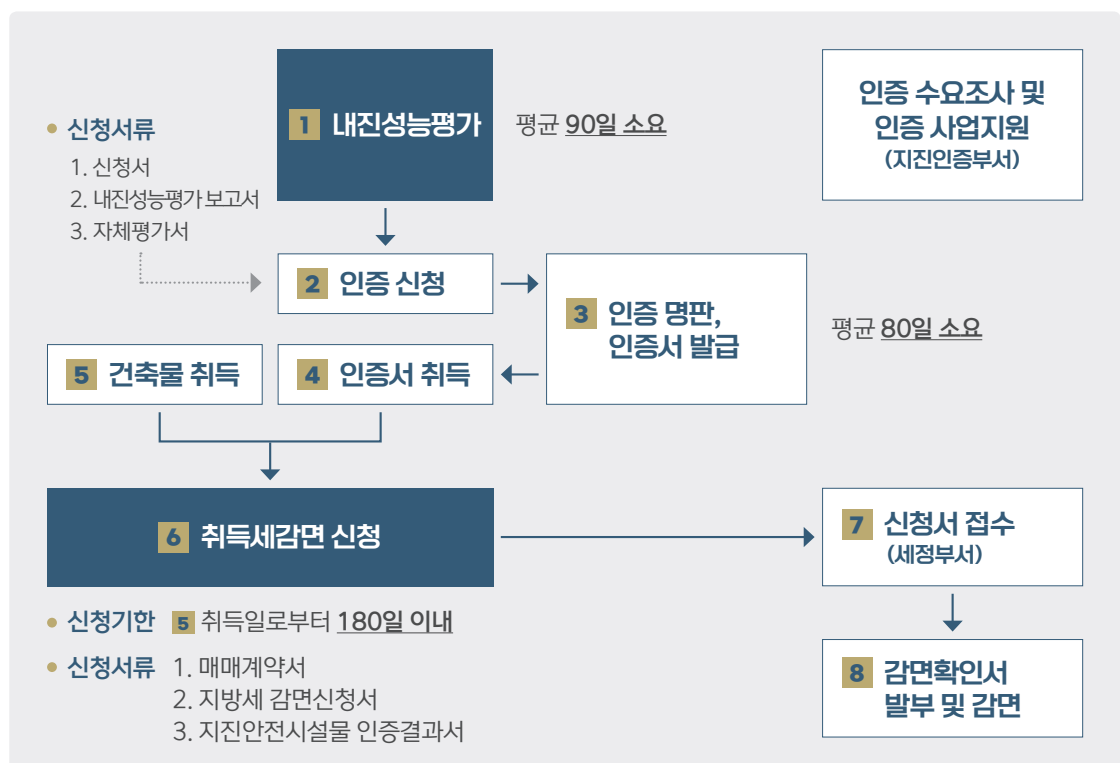 1 내진성능평가
평균 90일 소요
인증 수요조사 및
인증 사업지원
(지진인증부서)
• 신청서류
1. 신청서
2. 내진성능평가 보고서
3. 자체평가서
2 인증 신청
3 인증 명판,
인증서 발급
평균 80일 소요
5 건축물 취득
4 인증서 취득
6 취득세감면 신청
7 신청서 접수
(세정부서)
• 신청기한 5 취득일로부터 180일 이내
• 신청서류 1. 매매계약서
2. 지방세 감면신청서
3. 지진안전시설물 인증결과서
8 감면확인서
발부 및 감면